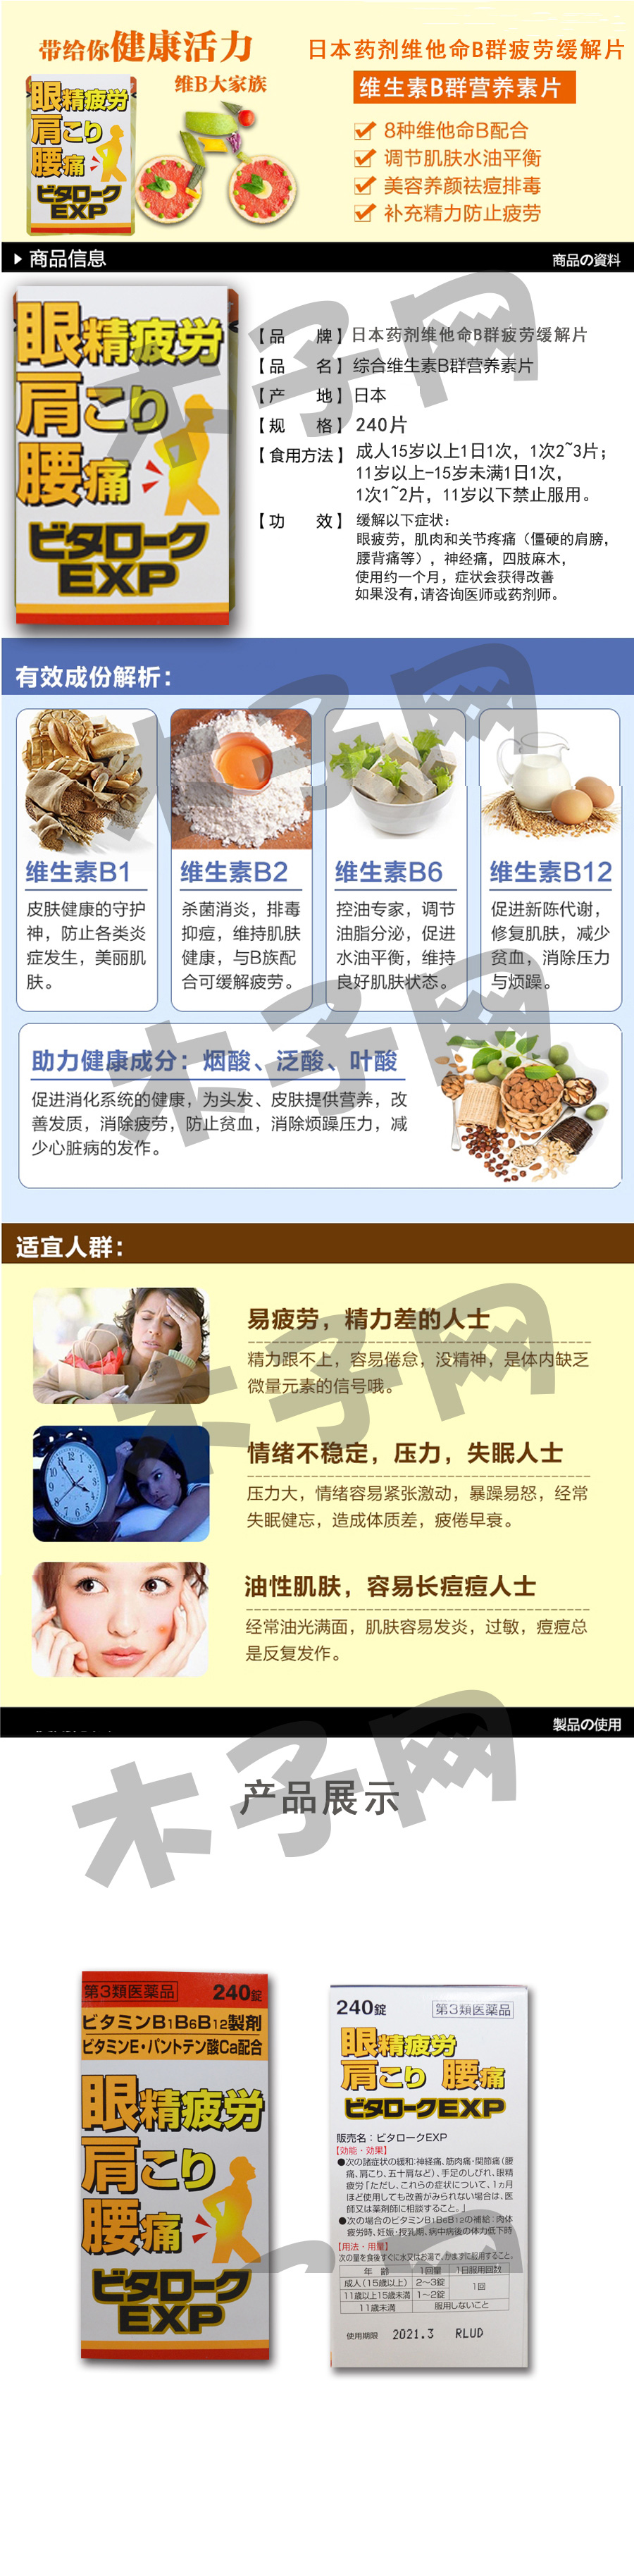 带给你健康活力
维B大家族
眼精疲労
肩こり
腰痛
ビタローク
EXP
日本药剂维他命B群疲劳缓解片
维生素B群营养素片
8种维他命B配合
调节肌肤水油平衡
美容养颜祛痘排毒
补充精力防止疲劳
商品信息
商品の資料
眼精疲労
肩こり
腰痛
ビタローク
EXP
【品 牌】日本药剂维他命B群疲劳缓解片
【品 名】综合维生素B群营养素片
【产 地】日本
【规 格】240片
【食用方法】成人15岁以上1日1次，1次2~3片；
11岁以上-15岁未满1日1次，
1次1~2片，11岁以下禁止服用。
【功 效】缓解以下症状：
眼疲劳，肌肉和关节疼痛（僵硬的肩膀，
腰背痛等），神经痛，四肢麻木，
使用约一个月，症状会获得改善
如果没有,请咨询医师或药剂师。
有效成份解析：
维生素B1
皮肤健康的守护
神，防止各类炎
症发生，美丽肌
肤。
维生素B2
杀菌消炎，排毒
抑痘，维持肌肤
健康，与B族配
合可缓解疲劳。
维生素B6
控油专家，调节
油脂分泌，促进
水油平衡，维持
良好肌肤状态。
维生素B12
促进新陈代谢，
修复肌肤，减少
贫血，消除压力
与烦躁。
助力健康成分：烟酸、泛酸、叶酸
促进消化系统的健康，为头发、皮肤提供营养，改
善发质，消除疲劳，防止贫血，消除烦躁压力，减
少心脏病的发作。
适宜人群：
易疲劳，精力差的人士
精力跟不上，容易倦怠，没精神，是体内缺乏
微量元素的信号哦。
情绪不稳定，压力，失眠人士
压力大，情绪容易紧张激动，暴躁易怒，经常
失眠健忘，造成体质差，疲倦早衰。
油性肌肤，容易长痘痘人士
经常油光满面，肌肤容易发炎，过敏，痘痘总
是反复发作。
製品の使用
产品展示
第3類医薬品 240錠
ビタミンB1B6B12製剤
ビタミンE・パントテン酸Ca配合
眼精疲労
肩こり
腰痛
ビタローク
EXP
240錠 第3類医薬品
眼精疲労
肩こり 腰痛
ビタロークEXP
販売名：ビタロークEXP
【効能・効果】
●次の諸症状の緩和:神経痛、筋肉痛・関節痛（腰
痛、肩こり、五十肩など）、手足のしびれ、眼精
疲労「ただし、これらの症状について、1ヵ月
ほど使用しても改善がみられない場合は、医
師又は薬剤師に相談すること。」
●次の場合のビタミンB1B6B12の補給：肉体
疲労時、妊娠・授乳期、病中病後の体力低下時
【用法・用量】
次の量を食後すぐに水又はお湯で、かまずに服用すること。
年 齢 1回量 1日服用回数
成人（15歳以上） 2～3錠 1回
11歳以上15歳未満 1～2錠
11歳未満 服用しないこと
使用期限 2021.3 RLUD
木子网